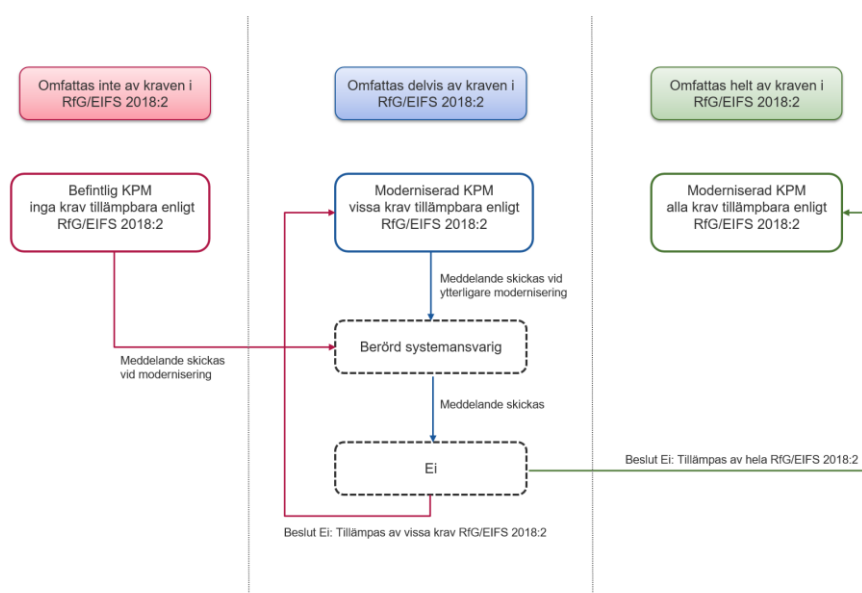 Omfattas inte av kraven i
RfG/EIFS 2018:2
Omfattas delvis av kraven i
RfG/EIFS 2018:2
Omfattas helt av kraven i
RfG/EIFS 2018:2
Befintlig KPM
inga krav tillämpbara enligt
RfG/EIFS 2018:2
Moderniserad KPM
vissa krav tillämpbara enligt
RfG/EIFS 2018:2
Moderniserad KPM
alla krav tillämpbara enligt
RfG/EIFS 2018:2
Meddelande skickas vid
ytterligare modernisering
Berörd systemansvarig
Meddelande skickas
vid modernisering
Meddelande skickas
Ei
Beslut Ei: Tillämpas av hela RfG/EIFS 2018:2
Beslut Ei: Tillämpas av vissa krav RfG/EIFS 2018:2